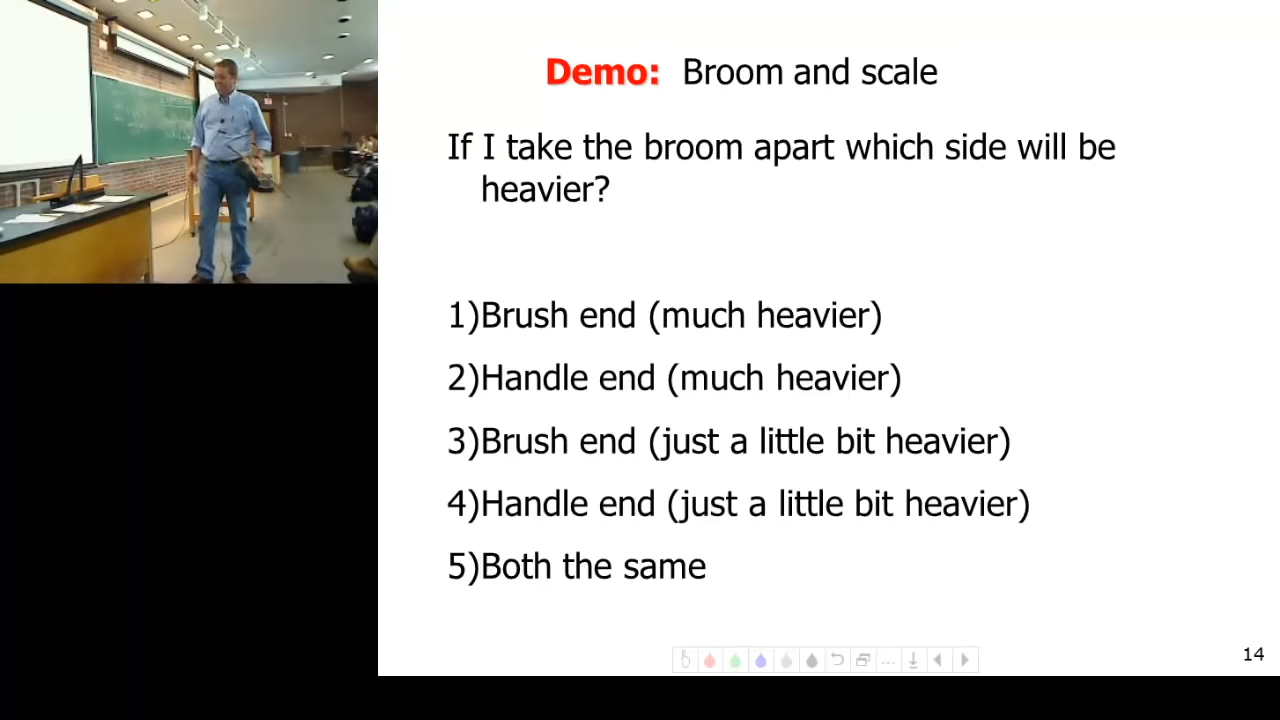 Demo: Broom and scale
If I take the broom apart which side will be
heavier?
1)Brush end (much heavier)
2)Handle end (much heavier)
3)Brush end (just a little bit heavier)
4)Handle end (just a little bit heavier)
5)Both the same
14